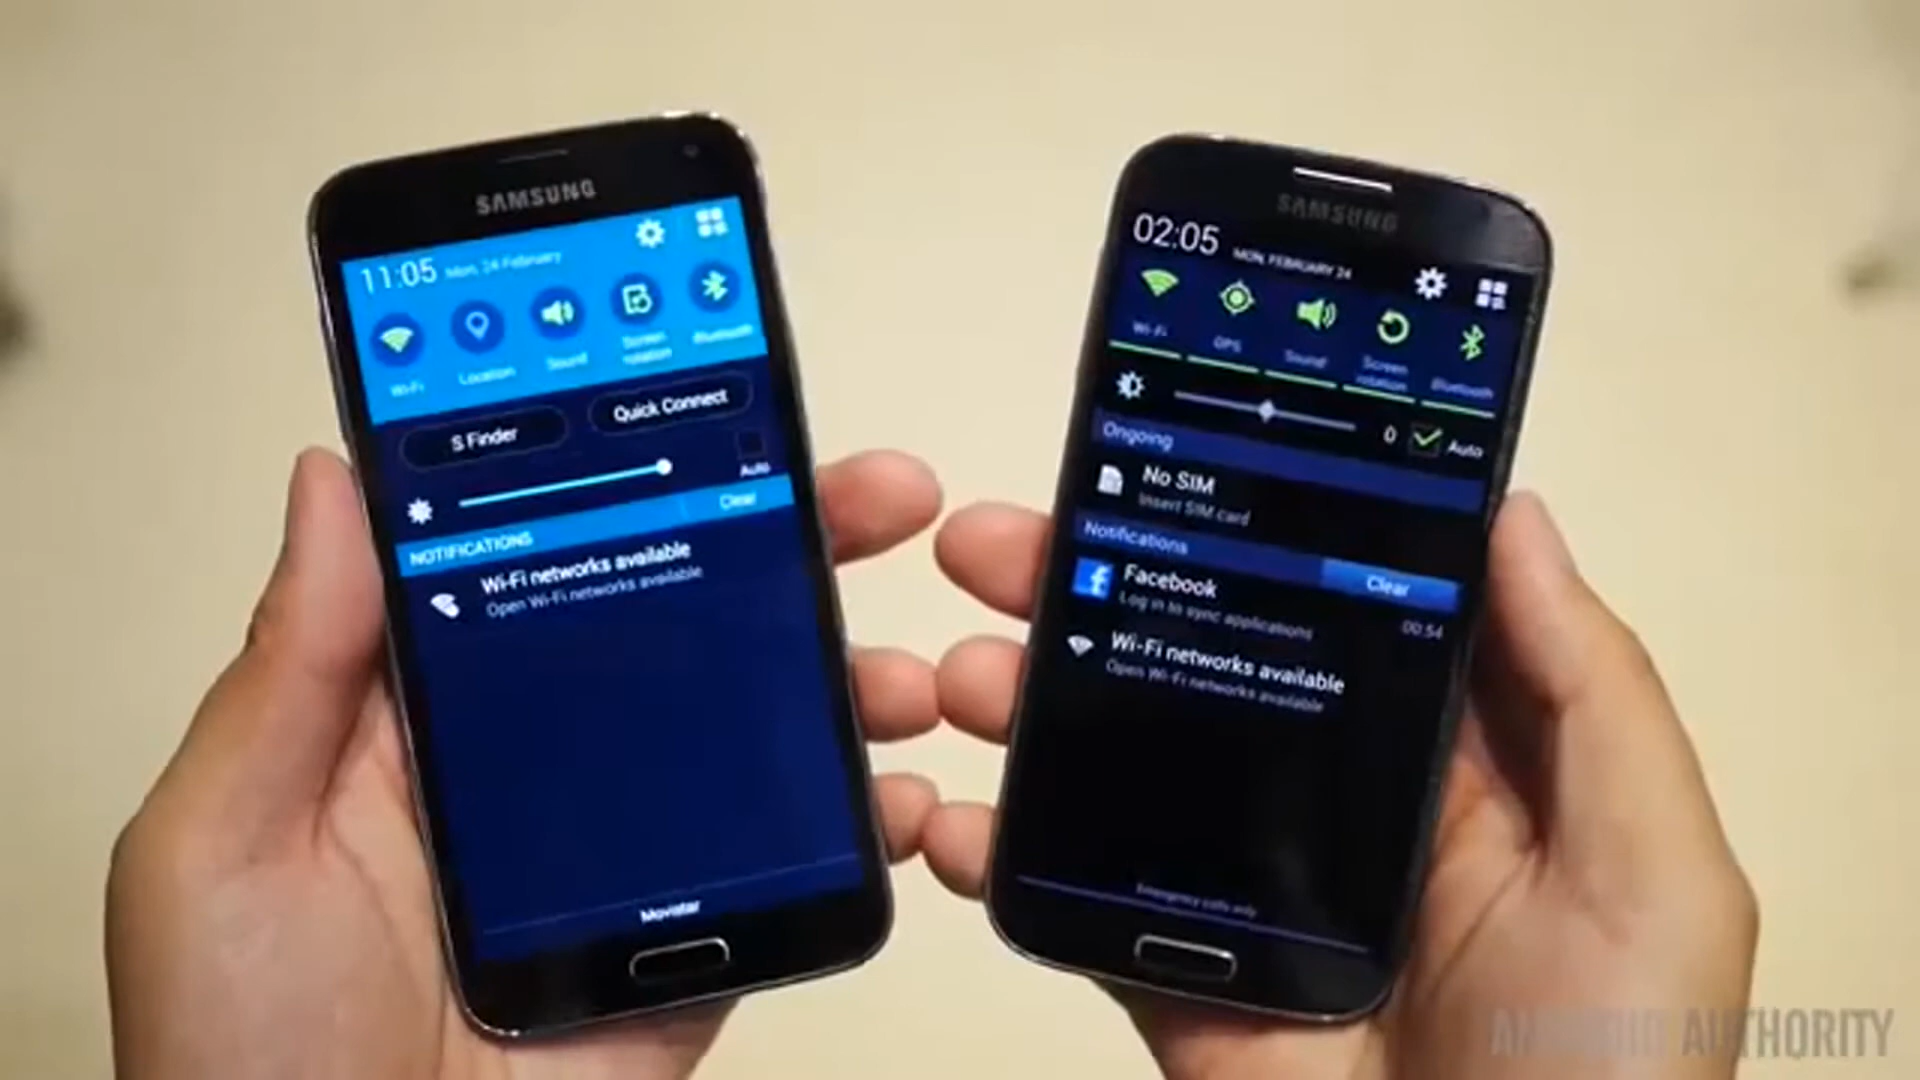 SAMSUNG
11:05 Mon, 24 February
Wi-Fi
Location
Sound
Screen rotation
Bluetooth
S Finder
Quick Connect
Auto
NOTIFICATIONS
Clear
Wi-Fi networks available
Open Wi-Fi networks available
Movistar
SAMSUNG
02:05 MON, FEBRUARY 24
Wi-Fi
GPS
Sound
Screen rotation
Bluetooth
0
Auto
Ongoing
No SIM
Insert SIM card
Notifications
Clear
Facebook
Log in to sync applications
00:54
Wi-Fi networks available
Open Wi-Fi networks available
Emergency calls only
ANDROID AUTHORITY